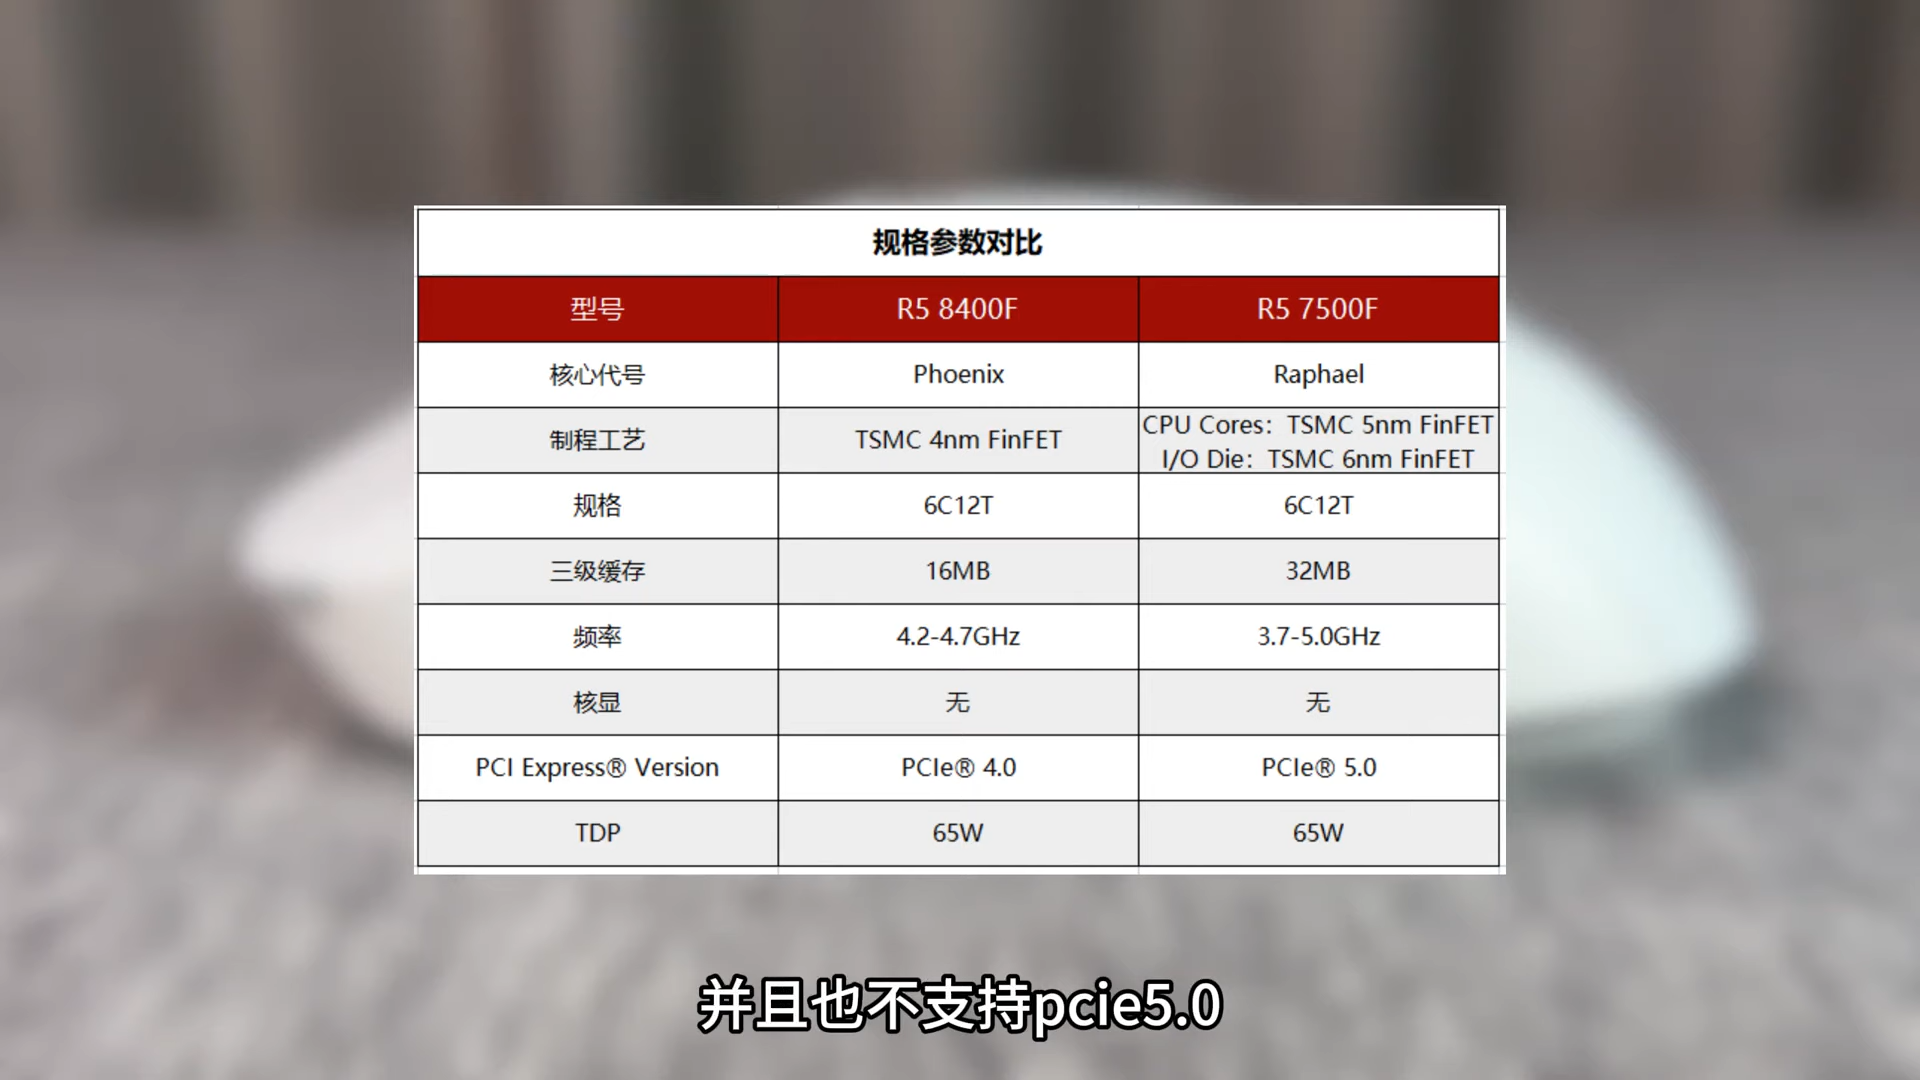 规格参数对比
型号 R5 8400F R5 7500F
核心代号 Phoenix Raphael
制程工艺 TSMC 4nm FinFET CPU Cores：TSMC 5nm FinFET
I/O Die：TSMC 6nm FinFET
规格 6C12T 6C12T
三级缓存 16MB 32MB
频率 4.2-4.7GHz 3.7-5.0GHz
核显 无 无
PCI Express® Version PCIe® 4.0 PCIe® 5.0
TDP 65W 65W
并且也不支持pcie5.0